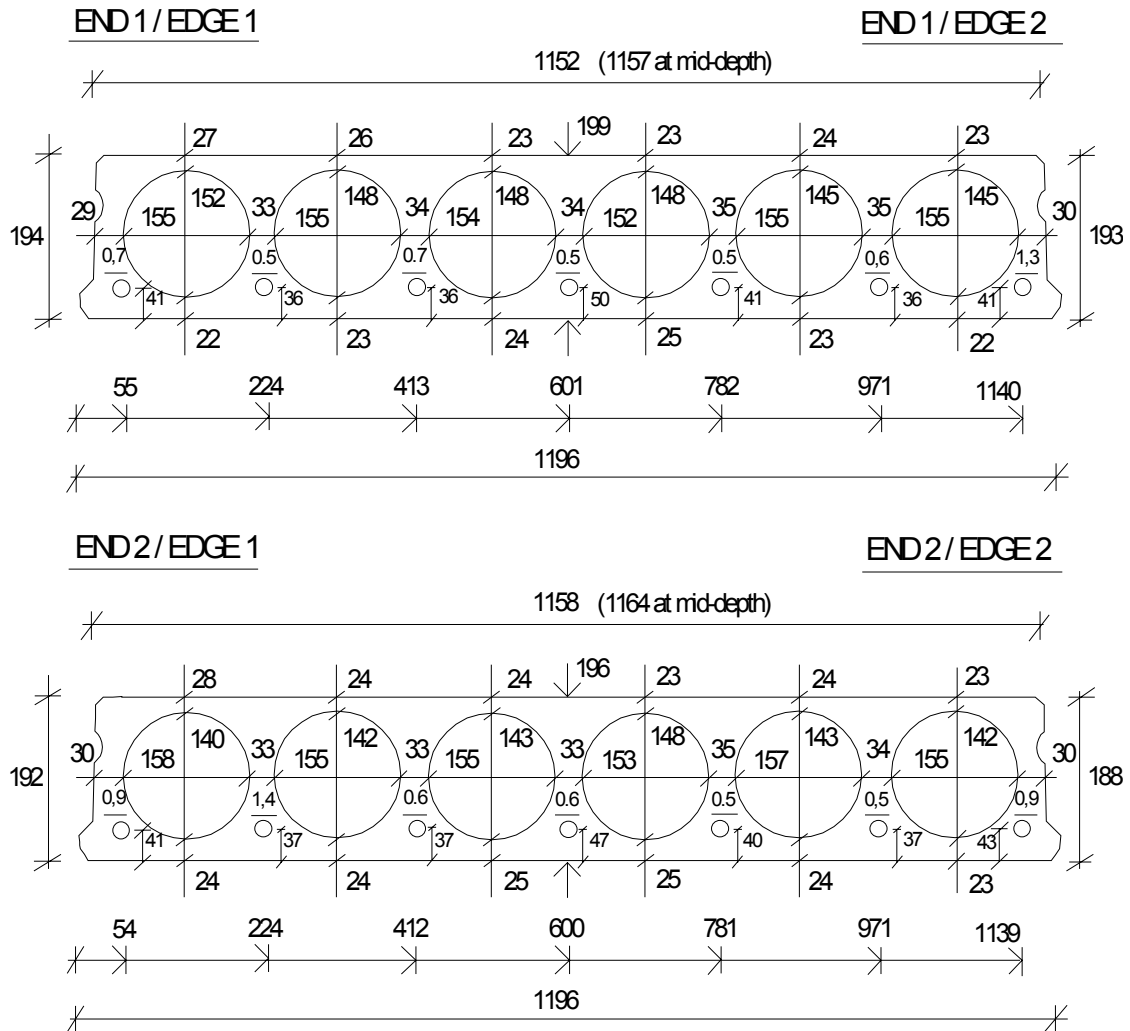 END 1 / EDGE 1 END 1 / EDGE 2
1152 (1157 at mid-depth)
27 26 23 199 23 24 23
152 148 148 148 145 145
29 155 33 155 34 154 34 152 35 155 35 155 30
194 193
0,7 0.5 0.7 0.5 0.5 0,6 1,3
41 36 36 50 41 36 41
22 23 24 25 23 22
55 224 413 601 782 971 1140
1196
END 2 / EDGE 1 END 2 / EDGE 2
1158 (1164 at mid-depth)
28 24 24 196 23 24 23
140 142 143 148 143 142
30 158 33 155 33 155 33 153 35 157 34 155 30
192 188
0,9 1,4 0.6 0.6 0.5 0,5 0,9
41 37 37 47 40 37 43
24 24 25 25 24 23
54 224 412 600 781 971 1139
1196